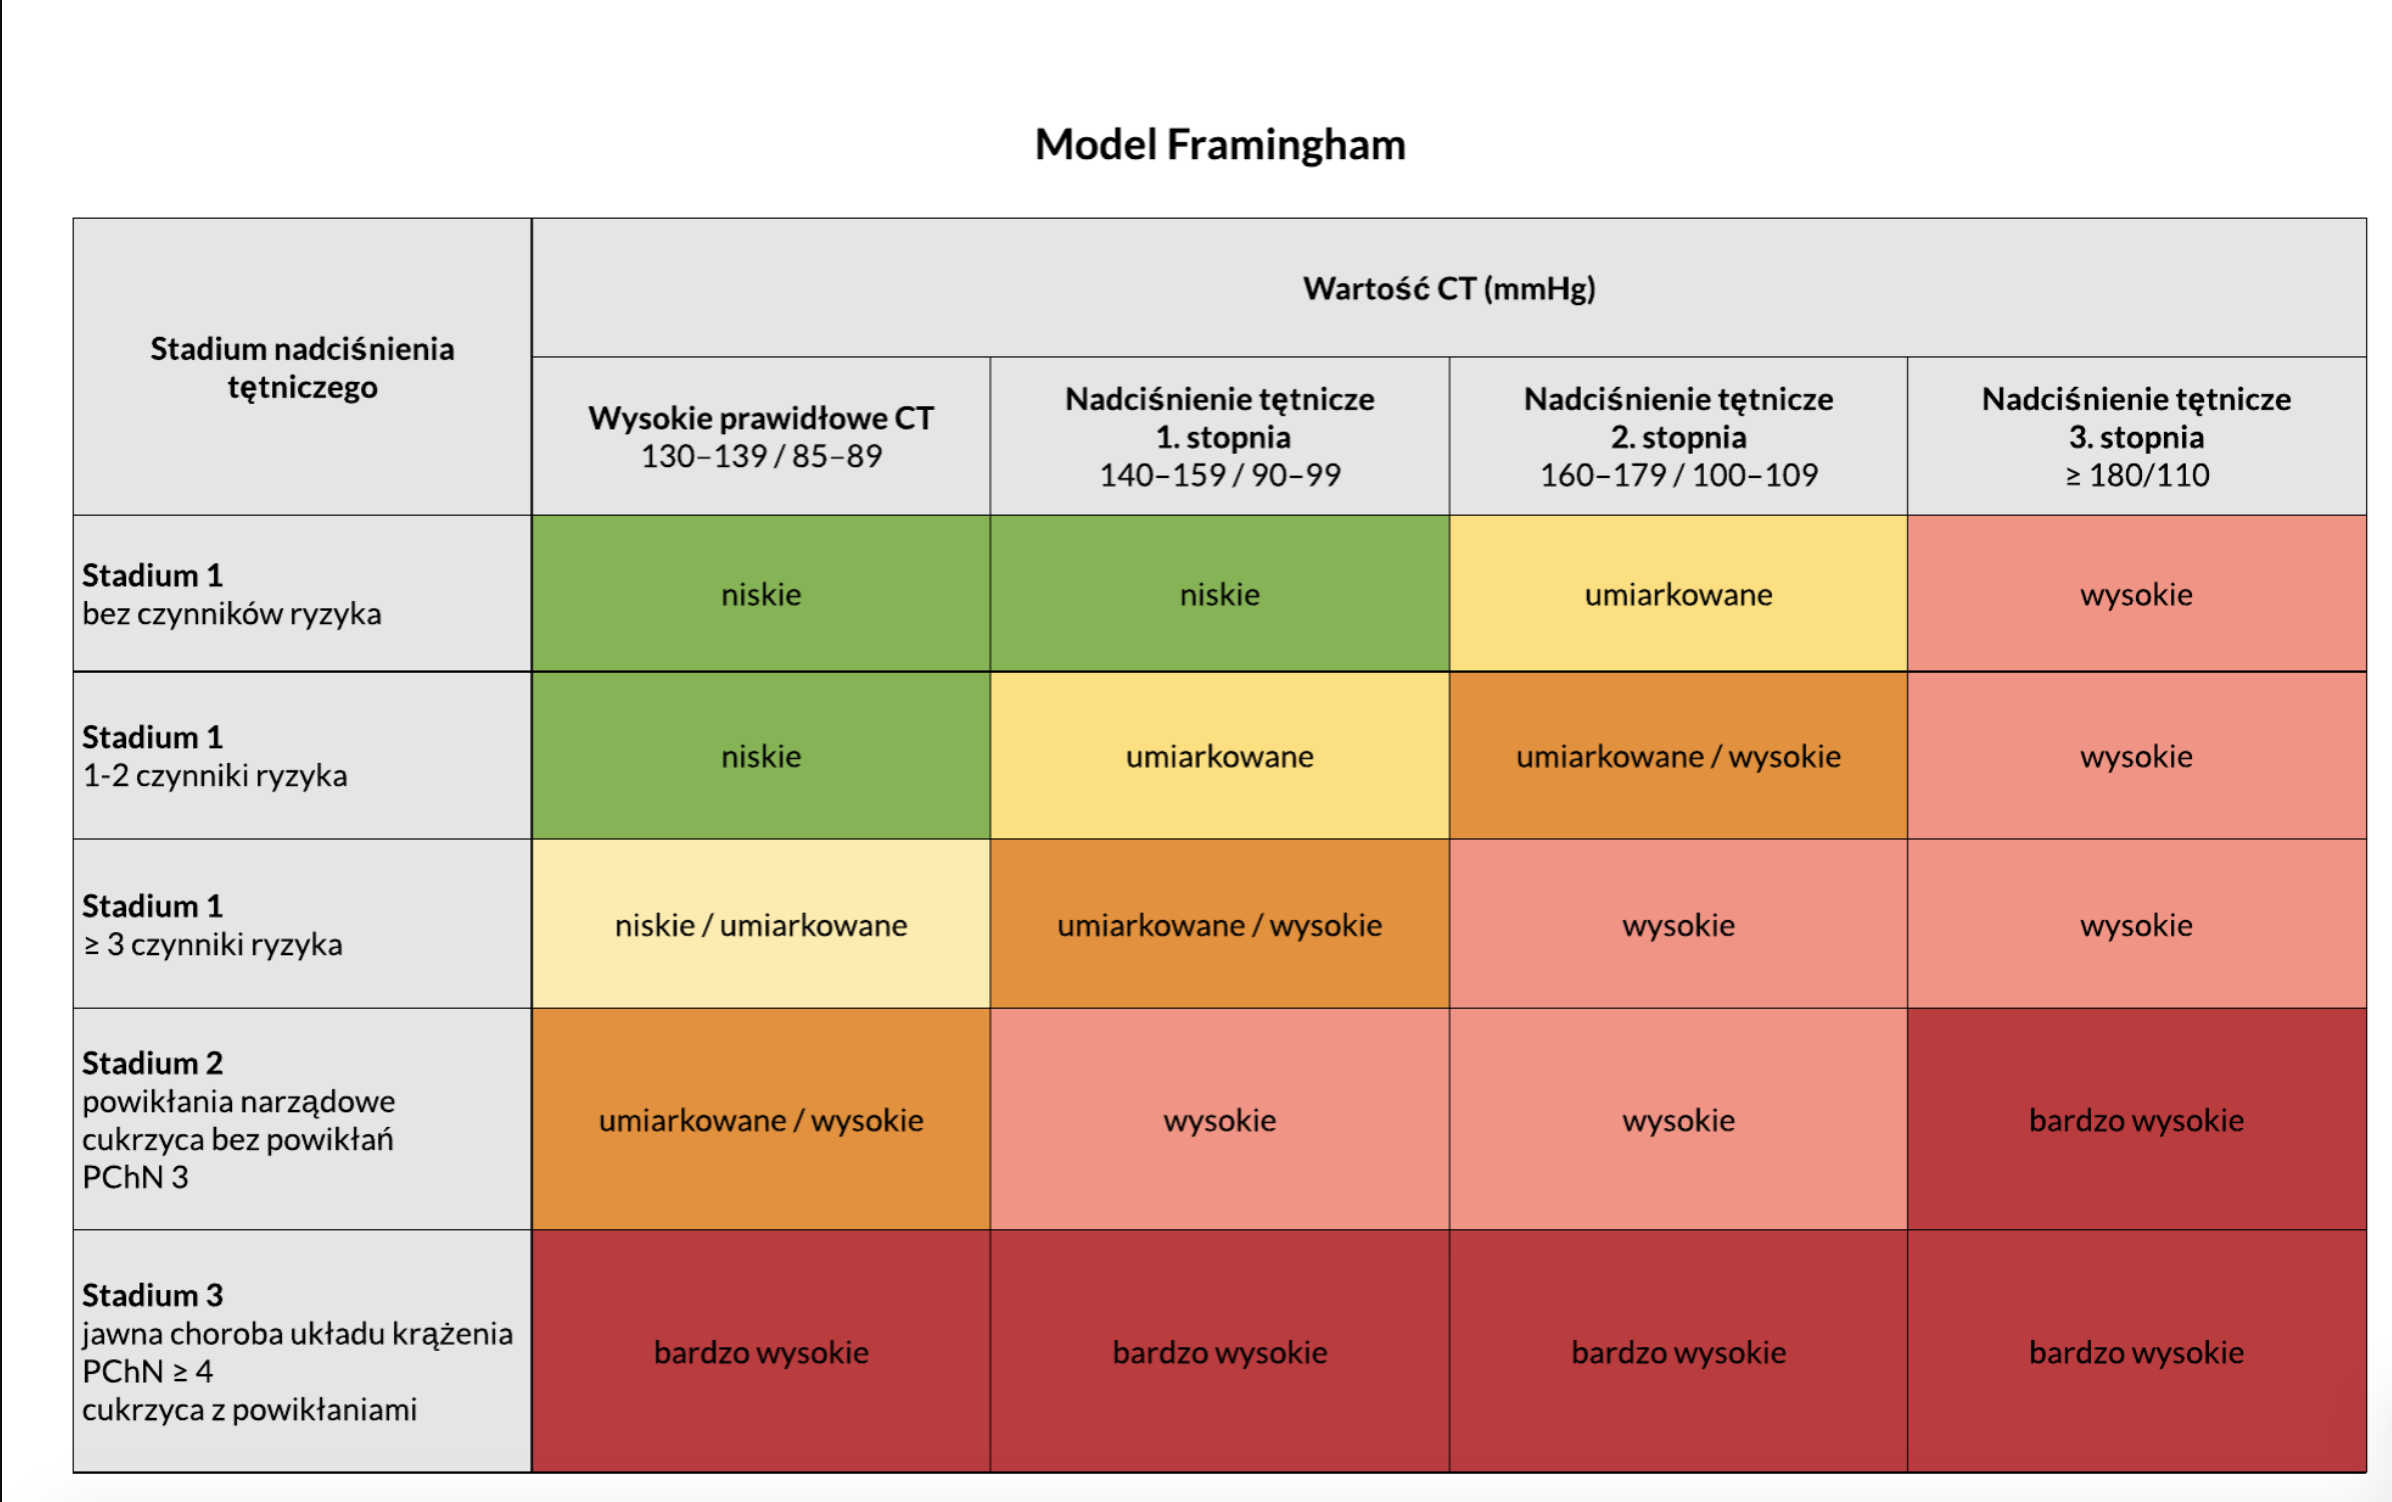 Model Framingham
Stadium nadciśnienia
tętniczego
Wartość CT (mmHg)
Wysokie prawidłowe CT
130–139 / 85–89
Nadciśnienie tętnicze
1. stopnia
140–159 / 90–99
Nadciśnienie tętnicze
2. stopnia
160–179 / 100–109
Nadciśnienie tętnicze
3. stopnia
≥ 180/110
Stadium 1
bez czynników ryzyka
niskie
niskie
umiarkowane
wysokie
Stadium 1
1-2 czynniki ryzyka
niskie
umiarkowane
umiarkowane / wysokie
wysokie
Stadium 1
≥ 3 czynniki ryzyka
niskie / umiarkowane
umiarkowane / wysokie
wysokie
wysokie
Stadium 2
powikłania narządowe
cukrzyca bez powikłań
PChN 3
umiarkowane / wysokie
wysokie
wysokie
bardzo wysokie
Stadium 3
jawna choroba układu krążenia
PChN ≥ 4
cukrzyca z powikłaniami
bardzo wysokie
bardzo wysokie
bardzo wysokie
bardzo wysokie